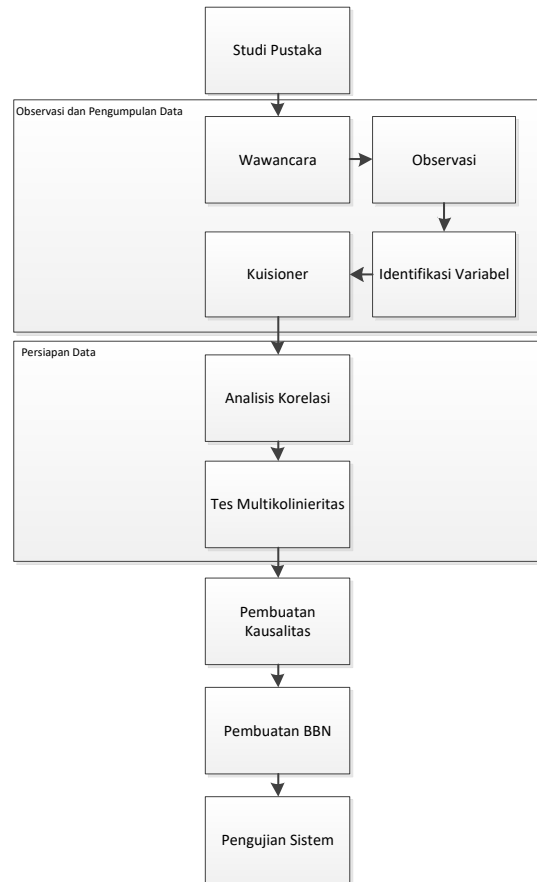 Studi Pustaka
Observasi dan Pengumpulan Data
Wawancara
Observasi
Identifikasi Variabel
Kuisioner
Persiapan Data
Analisis Korelasi
Tes Multikolinieritas
Pembuatan
Kausalitas
Pembuatan BBN
Pengujian Sistem